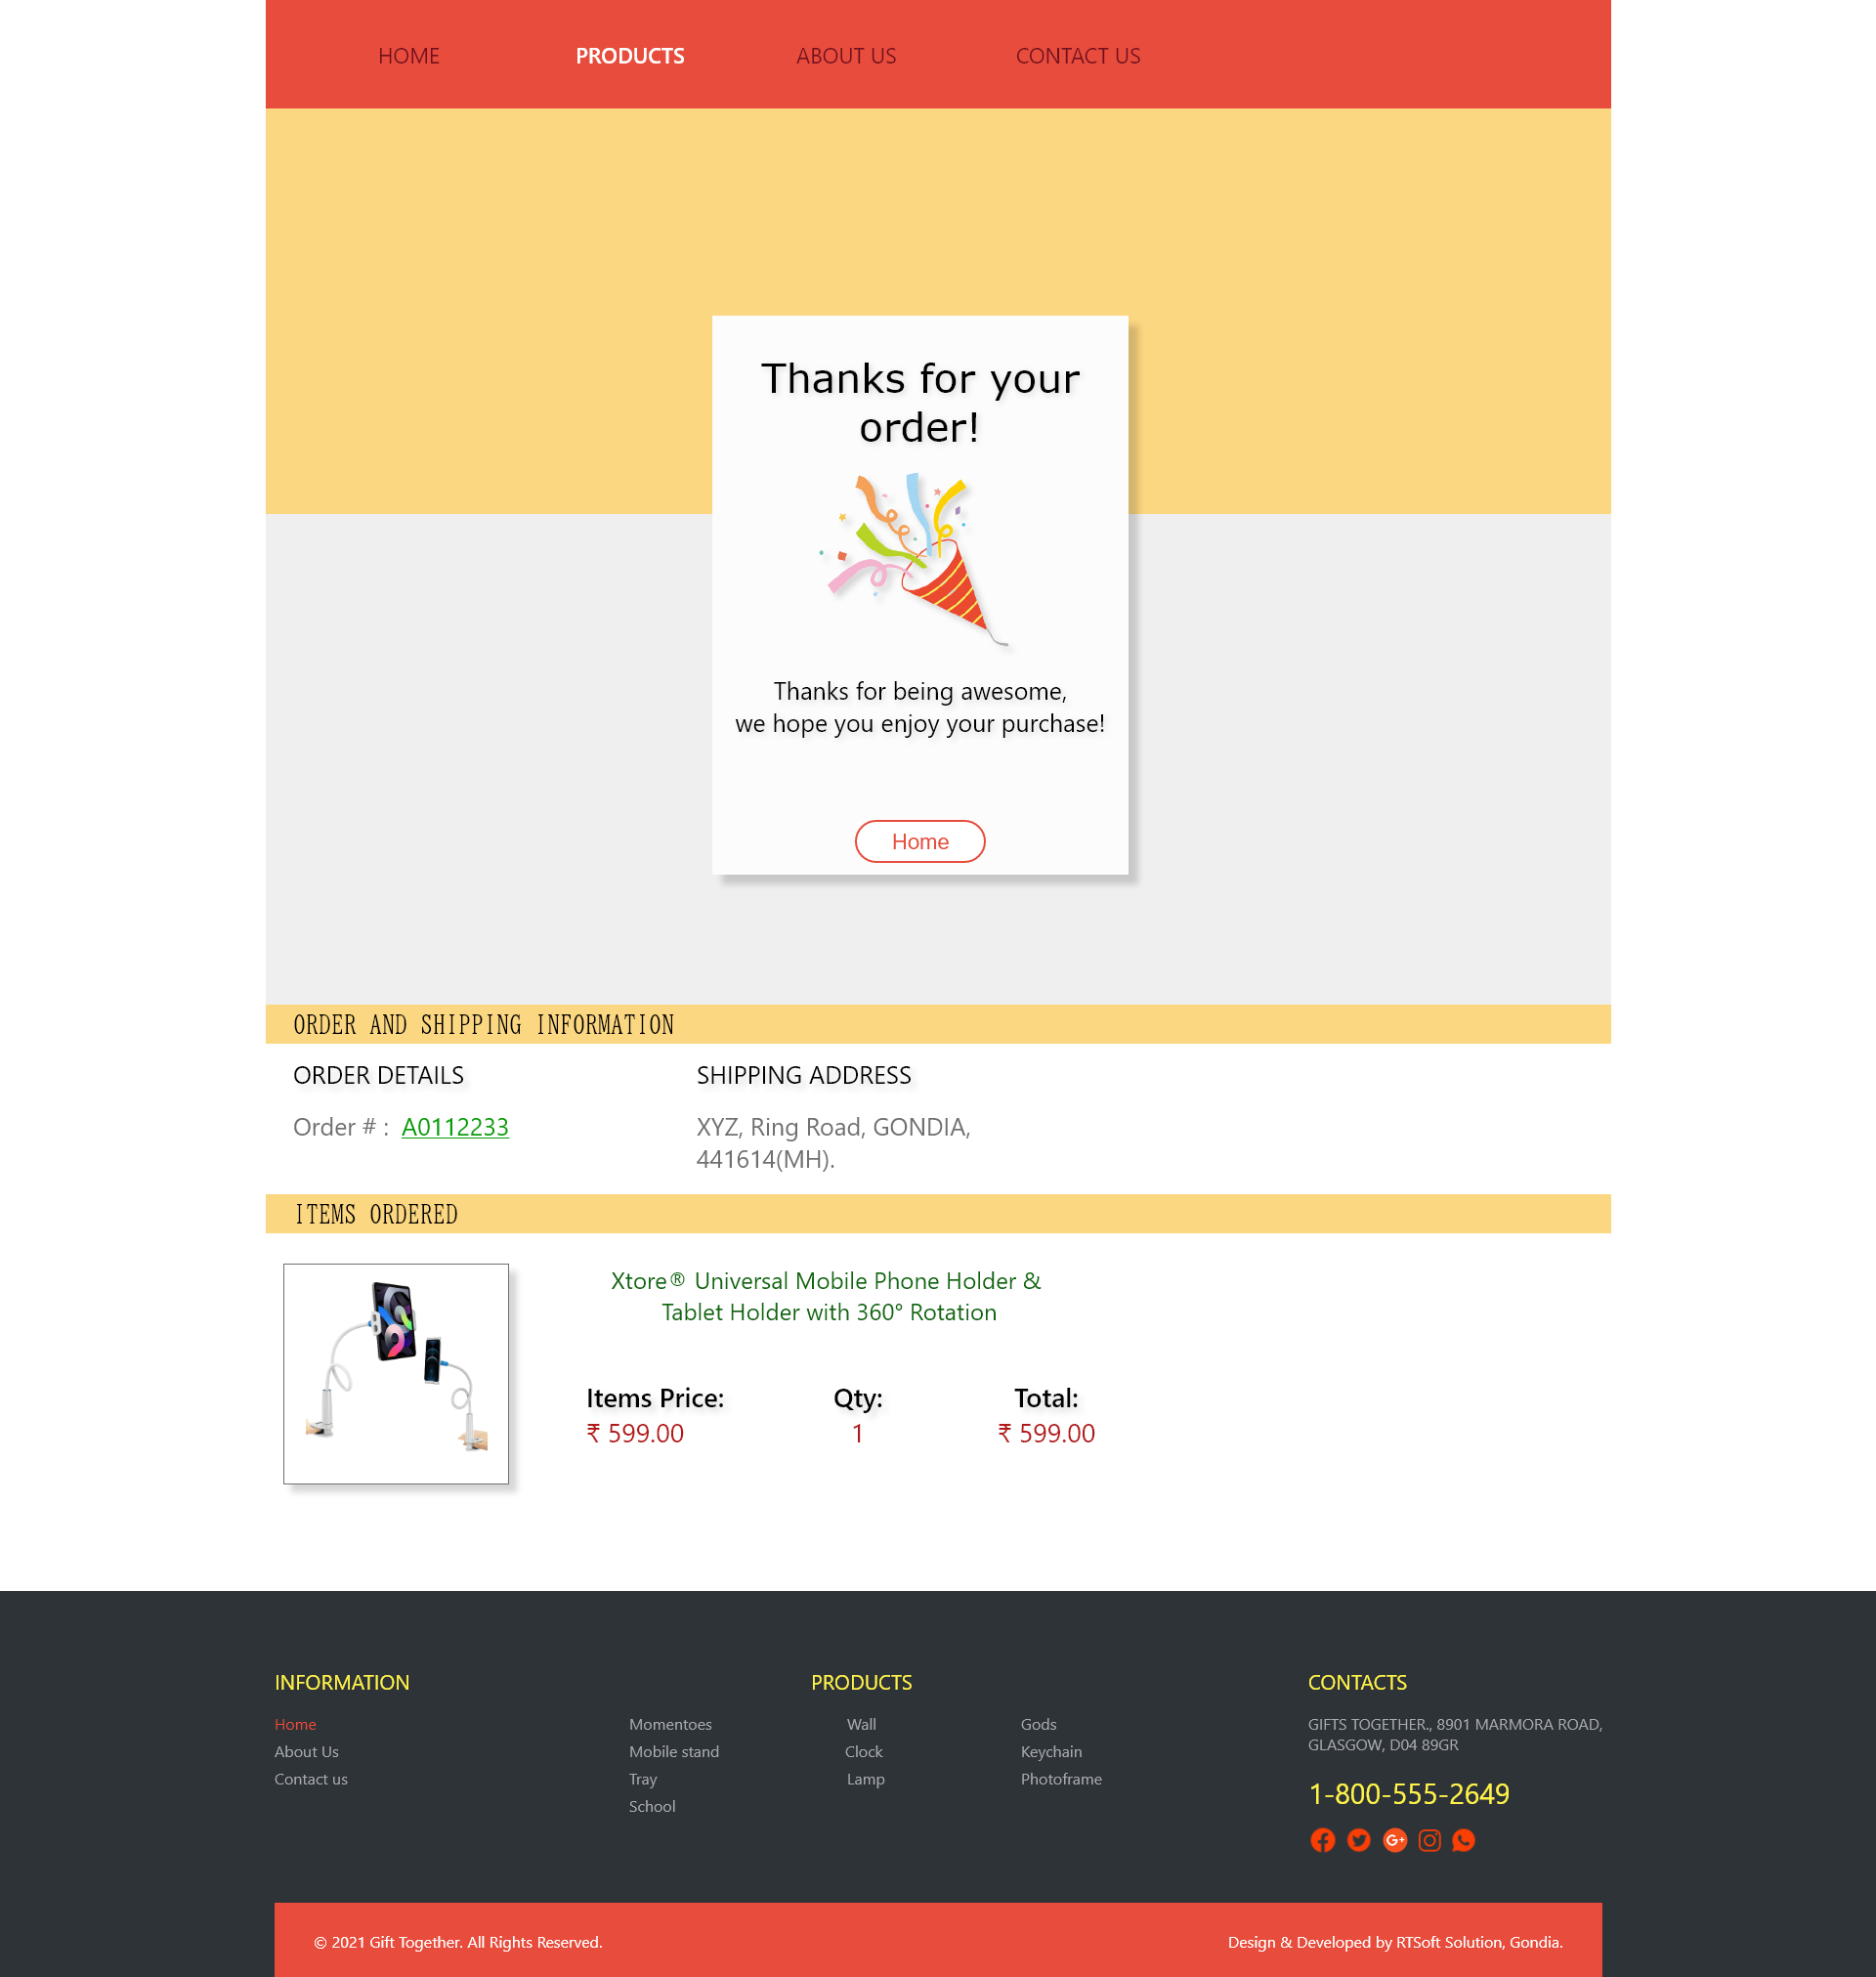 HOME PRODUCTS ABOUT US CONTACT US
Thanks for your
order!
Thanks for being awesome,
we hope you enjoy your purchase!
Home
ORDER AND SHIPPING INFORMATION
ORDER DETAILS
Order # : A0112233
SHIPPING ADDRESS
XYZ, Ring Road, GONDIA,
441614(MH).
ITEMS ORDERED
Xtore® Universal Mobile Phone Holder &
Tablet Holder with 360° Rotation
Items Price: Qty: Total:
₹ 599.00 1 ₹ 599.00
INFORMATION
Home
About Us
Contact us
PRODUCTS
Momentoes Wall Gods
Mobile stand Clock Keychain
Tray Lamp Photoframe
School
CONTACTS
GIFTS TOGETHER., 8901 MARMORA ROAD,
GLASGOW, D04 89GR
1-800-555-2649
© 2021 Gift Together. All Rights Reserved.
Design & Developed by RTSoft Solution, Gondia.